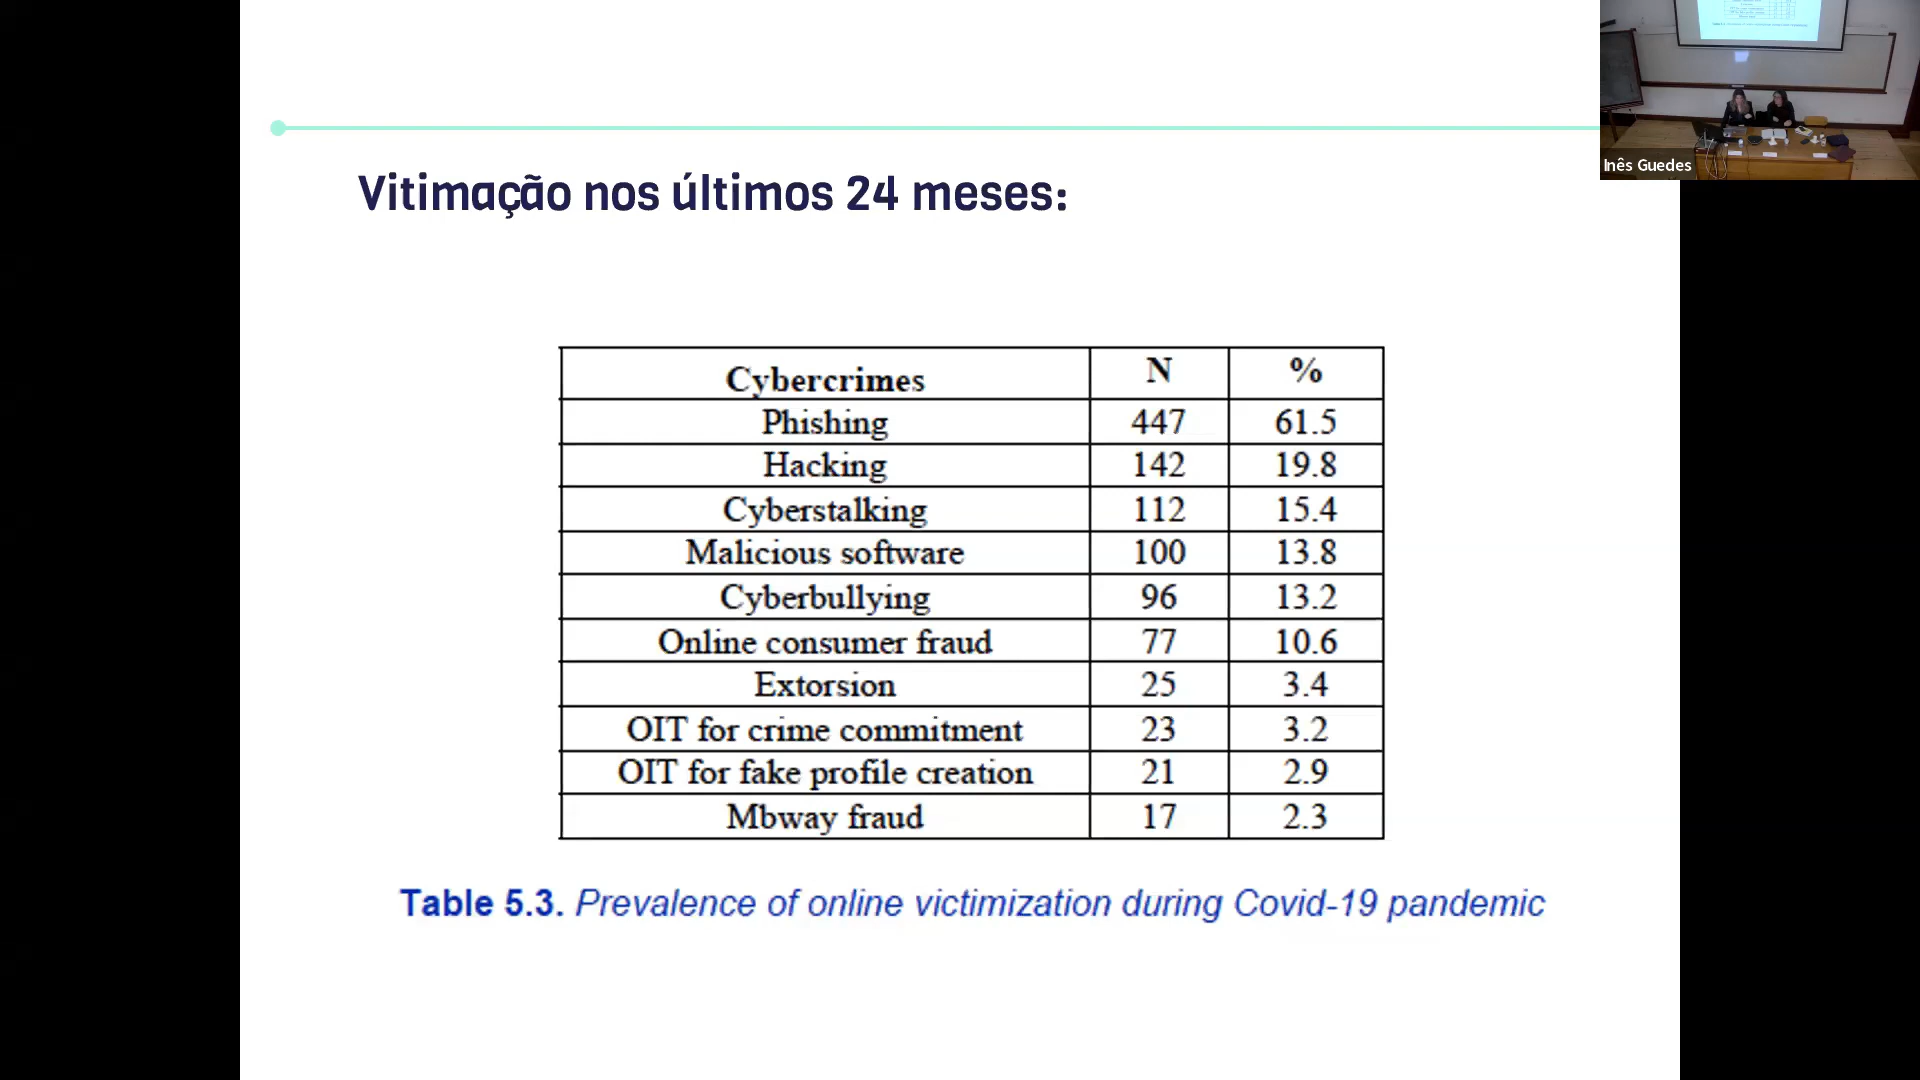 Vitimação nos últimos 24 meses:
Inês Guedes
Cybercrimes N %
Phishing 447 61.5
Hacking 142 19.8
Cyberstalking 112 15.4
Malicious software 100 13.8
Cyberbullying 96 13.2
Online consumer fraud 77 10.6
Extorsion 25 3.4
OIT for crime commitment 23 3.2
OIT for fake profile creation 21 2.9
Mbway fraud 17 2.3
Table 5.3. Prevalence of online victimization during Covid-19 pandemic